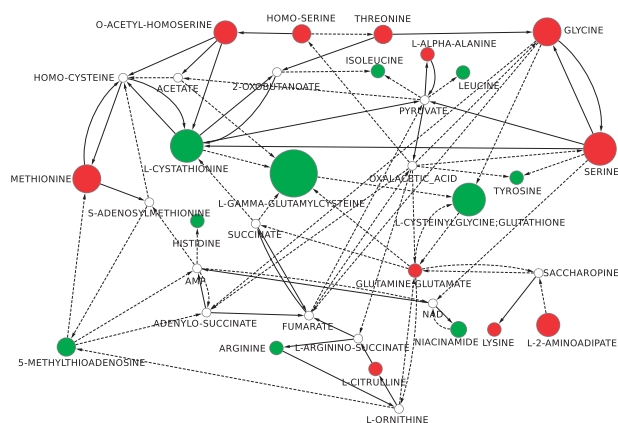 HOMO-SERINE
THREONINE
O-ACETYL-HOMOSERINE
GLYCINE
L-ALPHA-ALANINE
ISOLEUCINE
HOMO-CYSTEINE
ACETATE
2-OXOBUTANOATE
LEUCINE
PYRUVATE
L-CYSTATHIONINE
SERINE
METHIONINE
OXALACETIC_ACID
TYROSINE
L-GAMMA-GLUTAMYLCYSTEINE
S-ADENOSYLMETHIONINE
L-CYSTEINYLGLYCINE;GLUTATHIONE
SUCCINATE
HISTIDINE
AMP
GLUTAMINE;GLUTAMATE
SACCHAROPINE
NAD
ADENYLO-SUCCINATE
FUMARATE
NIACINAMIDE
LYSINE
L-2-AMINOADIPATE
ARGININE
L-ARGININO-SUCCINATE
5-METHYLTHIOADENOSINE
L-CITRULLINE
L-ORNITHINE